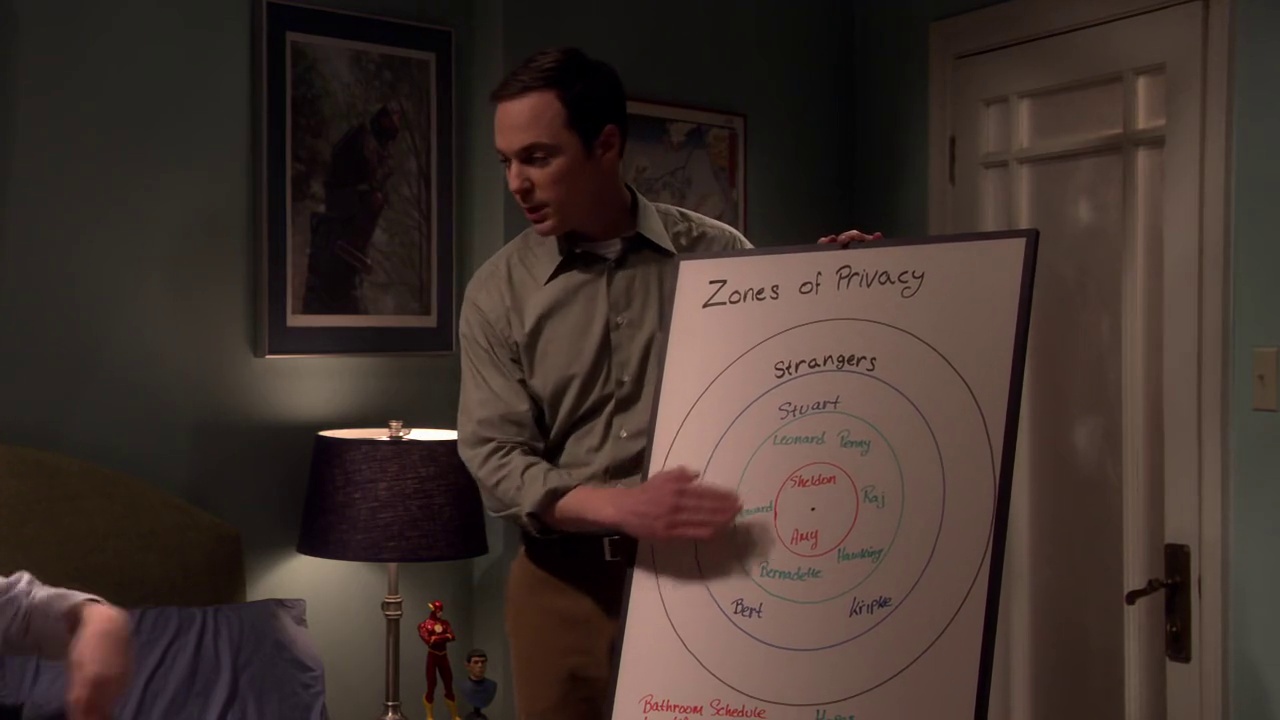 Zones of Privacy
Strangers
Stuart
Leonard Penny
Sheldon
Raj
Amy
Hawking
Bernadette
Bert
Kripke
Bathroom Schedule